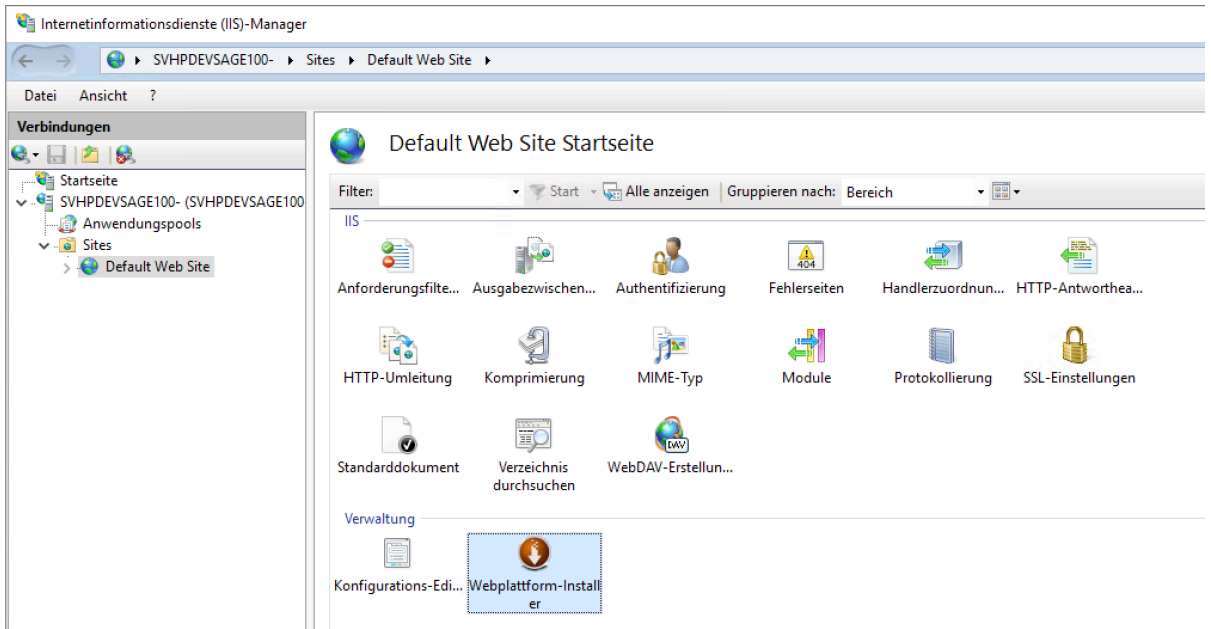 Internetinformationsdienste (IIS)-Manager
SVHPDEVSAGE100- Sites Default Web Site
Datei Ansicht ?
Verbindungen
Startseite
SVHPDEVSAGE100- (SVHPDEVSAGE100
Anwendungspools
Sites
Default Web Site
Default Web Site Startseite
Filter: Start Alle anzeigen Gruppieren nach: Bereich
IIS
404
Anforderungsfilte... Ausgabezwischen... Authentifizierung Fehlerseiten Handlerzuordnun... HTTP-Antworthea...
HTTP-Umleitung Komprimierung MIME-Typ Module Protokollierung SSL-Einstellungen
DAV
Standarddokument Verzeichnis WebDAV-Erstellun...
durchsuchen
Verwaltung
Konfigurations-Edi... Webplattform-Install
er